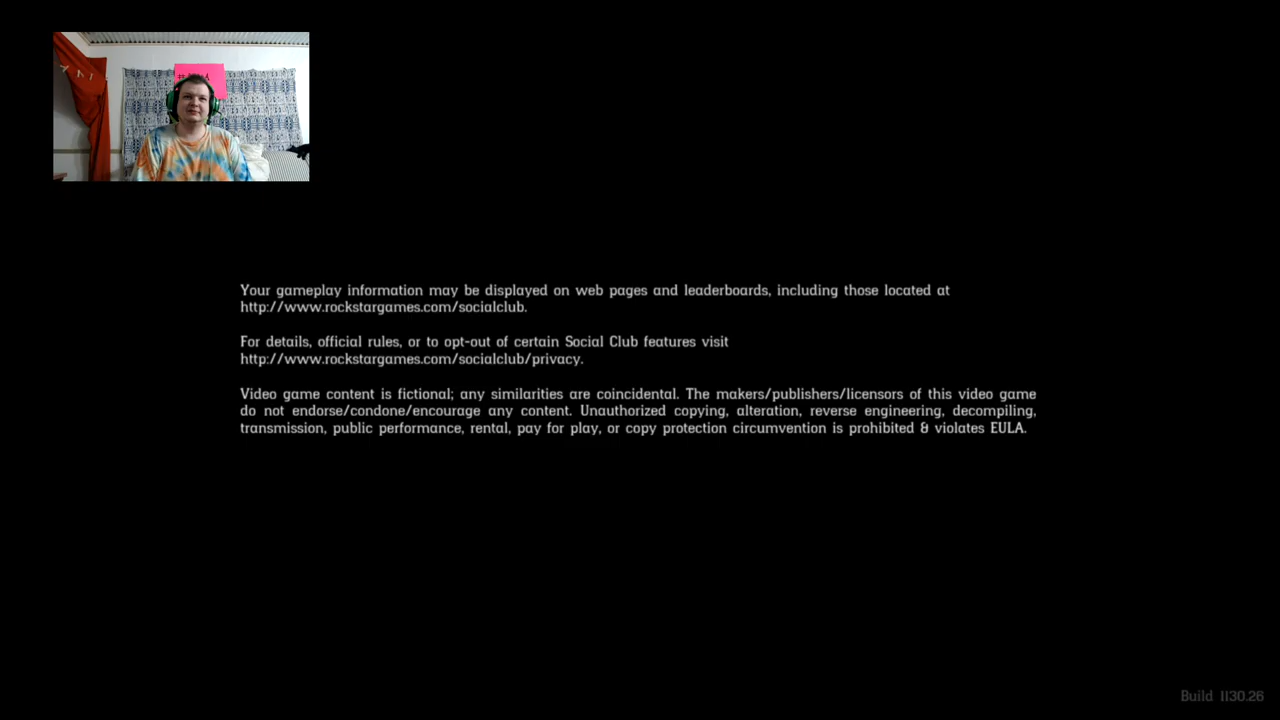 Your gameplay information may be displayed on web pages and leaderboards, including those located at
http://www.rockstargames.com/socialclub.
For details, official rules, or to opt-out of certain Social Club features visit
http://www.rockstargames.com/socialclub/privacy.
Video game content is fictional; any similarities are coincidental. The makers/publishers/licensors of this video game
do not endorse/condone/encourage any content. Unauthorized copying, alteration, reverse engineering, decompiling,
transmission, public performance, rental, pay for play, or copy protection circumvention is prohibited & violates EULA.
Build 1130.26